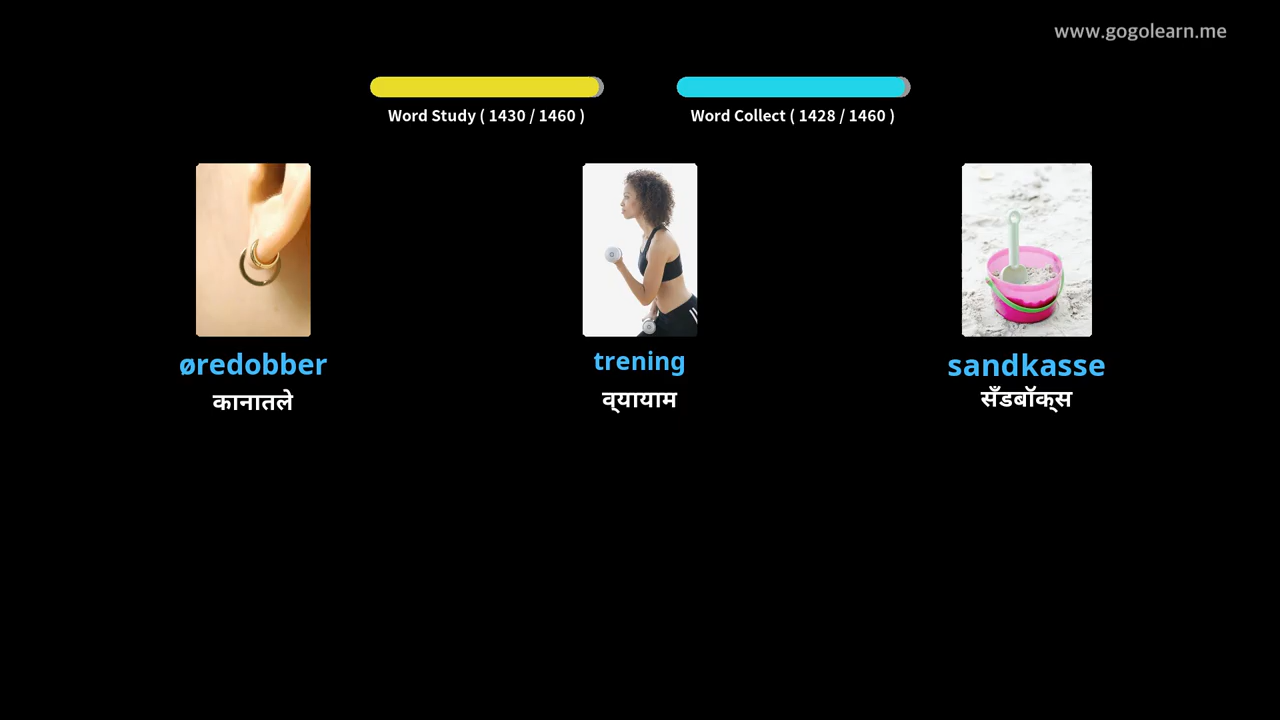 www.gogolearn.me
Word Study ( 1430 / 1460 )
Word Collect ( 1428 / 1460 )
øredobber
trening
sandkasse
कानातले
व्यायाम
सँडबॉक्स